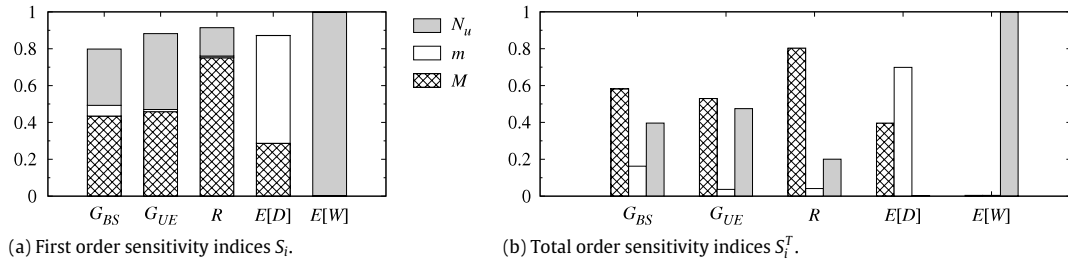 1
0.8
0.6
0.4
0.2
0
G_BS G_UE R E[D] E[W]
N_u
m
M
(a) First order sensitivity indices S_i.
1
0.8
0.6
0.4
0.2
0
G_BS G_UE R E[D] E[W]
(b) Total order sensitivity indices S_i^T.